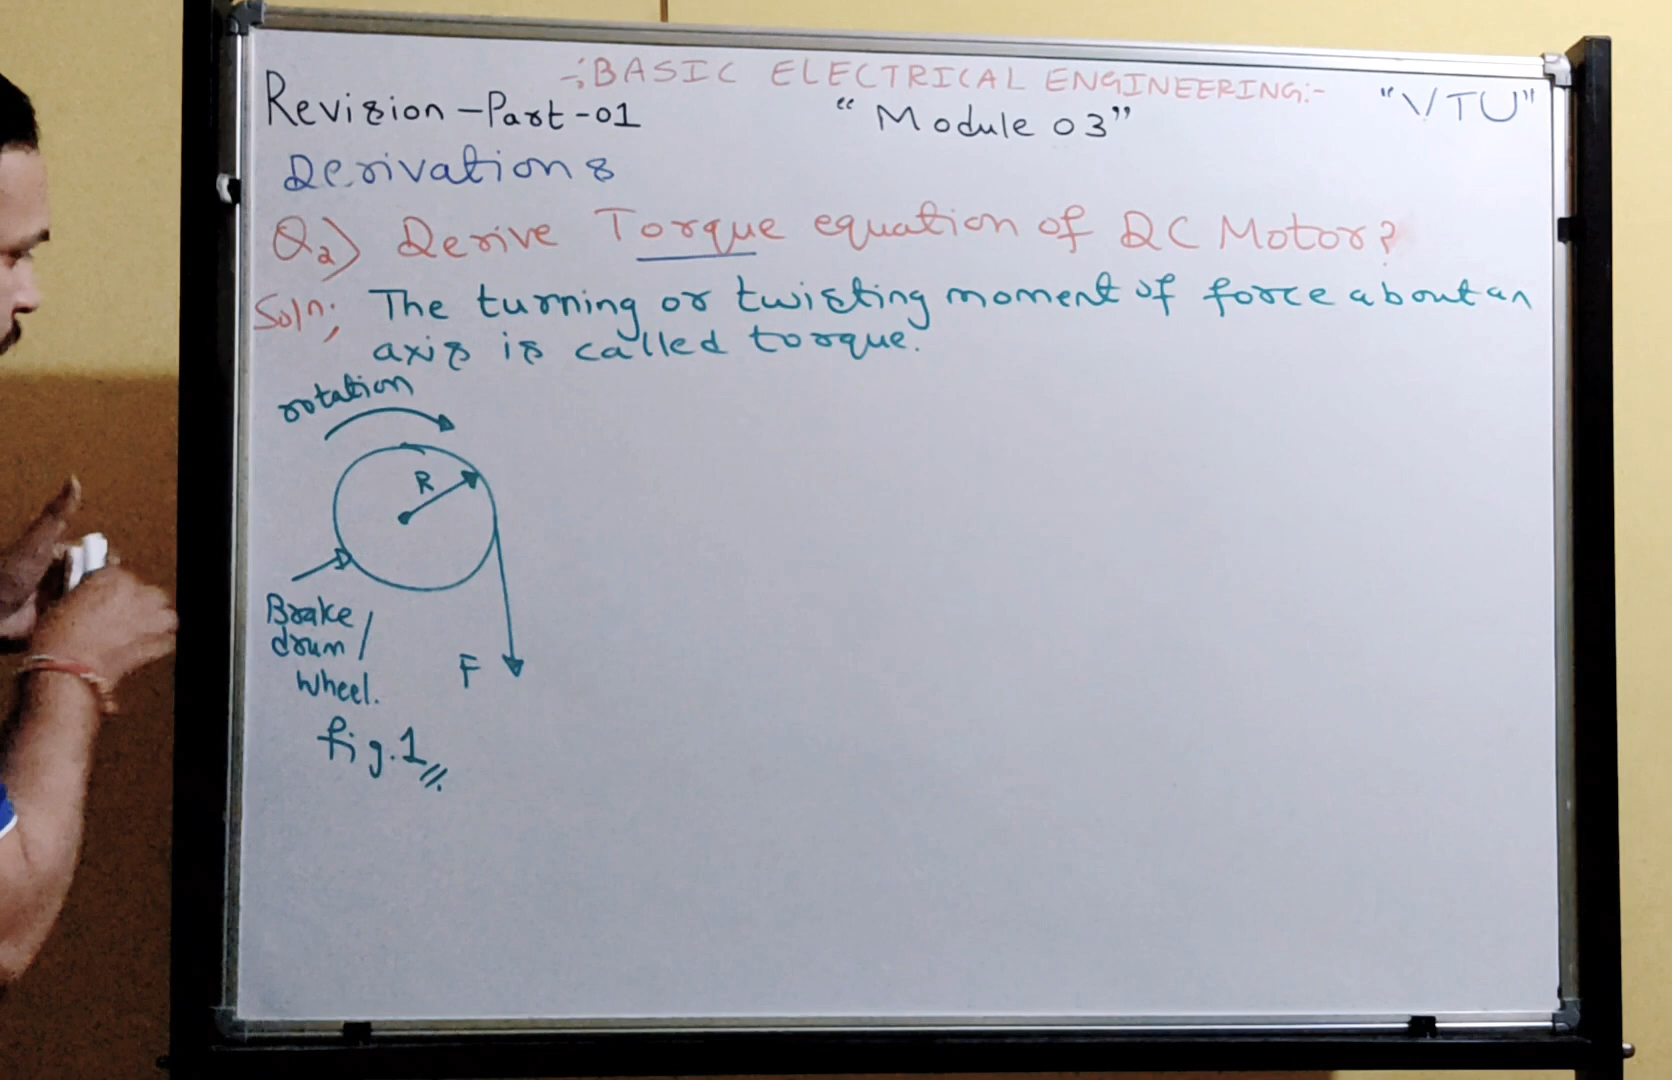 -:BASIC ELECTRICAL ENGINEERING:-
Revision-Part-01 "Module 03" "VTU"
Derivations
Q2) Derive Torque equation of DC Motor?
Soln: The turning or twisting moment of force about an
axis is called torque.
rotation
R
Brake/
drum/
wheel.
F
fig.1